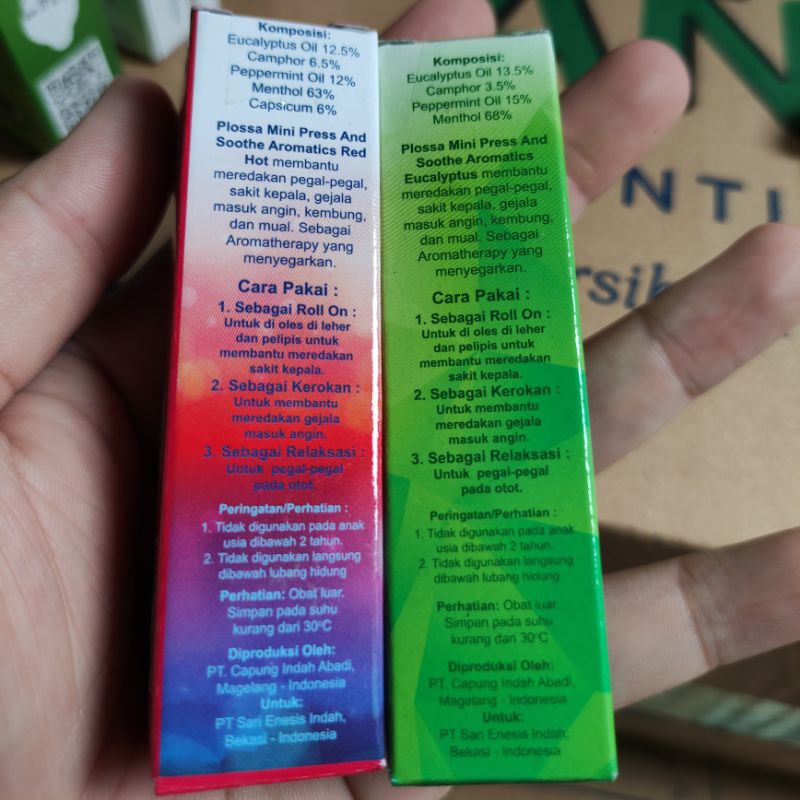 Komposisi:
Eucalyptus Oil 12.5%
Camphor 6.5%
Peppermint Oil 12%
Menthol 63%
Capsicum 6%
Plossa Mini Press And
Soothe Aromatics Red
Hot membantu
meredakan pegal-pegal,
sakit kepala, gejala
masuk angin, kembung,
dan mual. Sebagai
Aromatherapy yang
menyegarkan.
Cara Pakai :
1. Sebagai Roll On :
Untuk di oles di leher
dan pelipis untuk
membantu meredakan
sakit kepala.
2. Sebagai Kerokan :
Untuk membantu
meredakan gejala
masuk angin.
3. Sebagai Relaksasi :
Untuk pegal-pegal
pada otot.
Peringatan/Perhatian :
1. Tidak digunakan pada anak
usia dibawah 2 tahun.
2. Tidak digunakan langsung
dibawah lubang hidung
Perhatian: Obat luar.
Simpan pada suhu
kurang dari 30°C
Diproduksi Oleh:
PT. Capung Indah Abadi,
Magelang - Indonesia
Untuk:
PT Sari Enesis Indah,
Bekasi - Indonesia
Komposisi:
Eucalyptus Oil 13.5%
Camphor 3.5%
Peppermint Oil 15%
Menthol 68%
Plossa Mini Press And
Soothe Aromatics
Eucalyptus membantu
meredakan pegal-pegal,
sakit kepala, gejala
masuk angin, kembung,
dan mual. Sebagai
Aromatherapy yang
menyegarkan.
Cara Pakai :
1. Sebagai Roll On :
Untuk di oles di leher
dan pelipis untuk
membantu meredakan
sakit kepala.
2. Sebagai Kerokan :
Untuk membantu
meredakan gejala
masuk angin.
3. Sebagai Relaksasi :
Untuk pegal-pegal
pada otot.
Peringatan/Perhatian :
1. Tidak digunakan pada anak
usia dibawah 2 tahun.
2. Tidak digunakan langsung
dibawah lubang hidung
Perhatian: Obat luar.
Simpan pada suhu
kurang dari 30°C
Diproduksi Oleh:
PT. Capung Indah Abadi,
Magelang - Indonesia
Untuk:
PT Sari Enesis Indah,
Bekasi - Indonesia